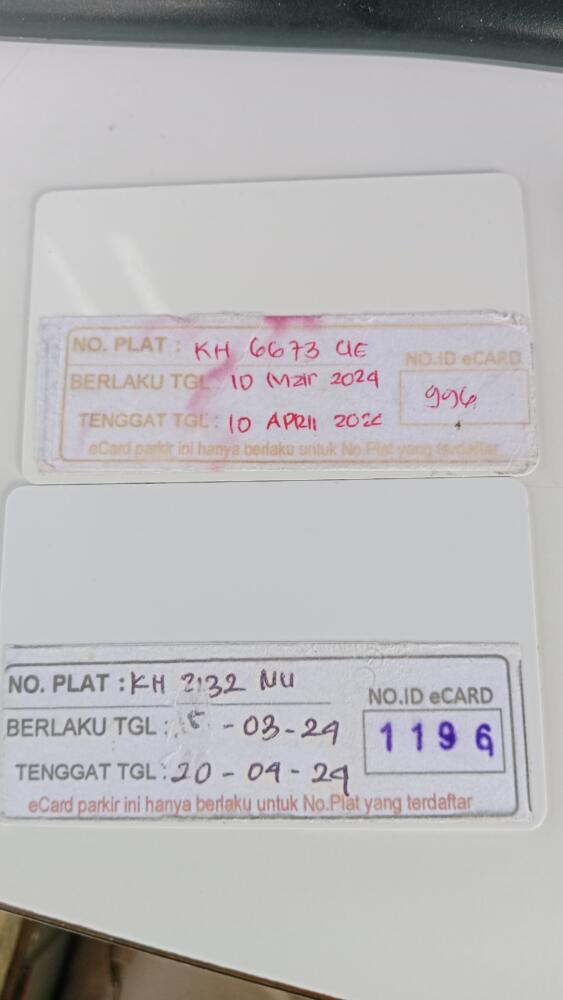 NO. PLAT : KH 6673 UE
NO.ID eCARD
BERLAKU TGL : 10 Mar 2024
996
TENGGAT TGL : 10 APRIL
eCard parkir ini hanya berlaku untuk No.Plat yang terdaftar
NO. PLAT : KH 2132 NU
NO.ID eCARD
BERLAKU TGL : -03-24
1196
TENGGAT TGL : 20-04-24
eCard parkir ini hanya berlaku untuk No.Plat yang terdaftar